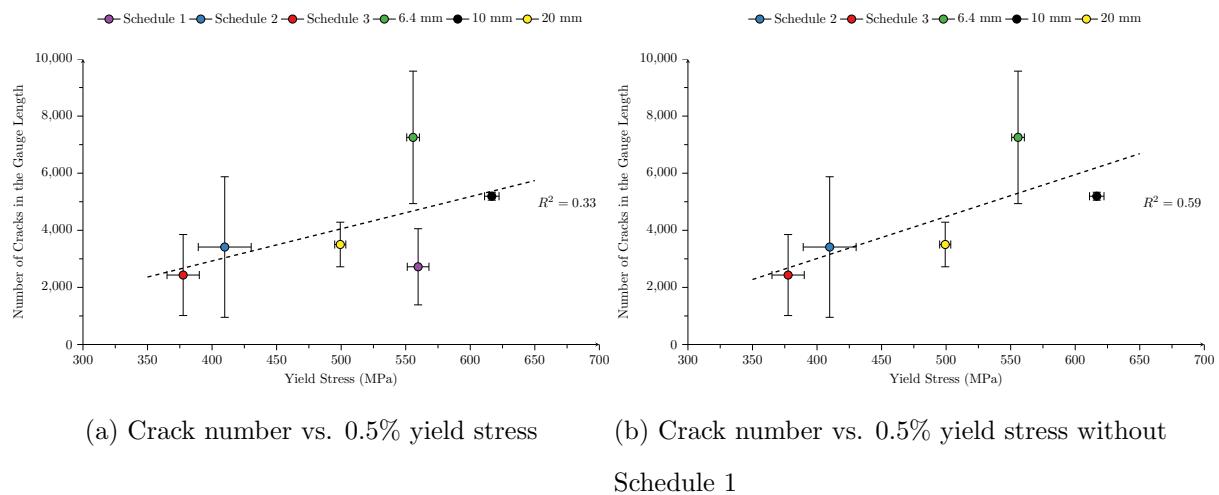 Schedule 1 Schedule 2 Schedule 3 6.4 mm 10 mm 20 mm
Number of Cracks in the Gauge Length
10,000
8,000
6,000
4,000
2,000
0
R² = 0.33
300 350 400 450 500 550 600 650 700
Yield Stress (MPa)
(a) Crack number vs. 0.5% yield stress
Schedule 2 Schedule 3 6.4 mm 10 mm 20 mm
Number of Cracks in the Gauge Length
10,000
8,000
6,000
4,000
2,000
0
R² = 0.59
300 350 400 450 500 550 600 650 700
Yield Stress (MPa)
(b) Crack number vs. 0.5% yield stress without
Schedule 1